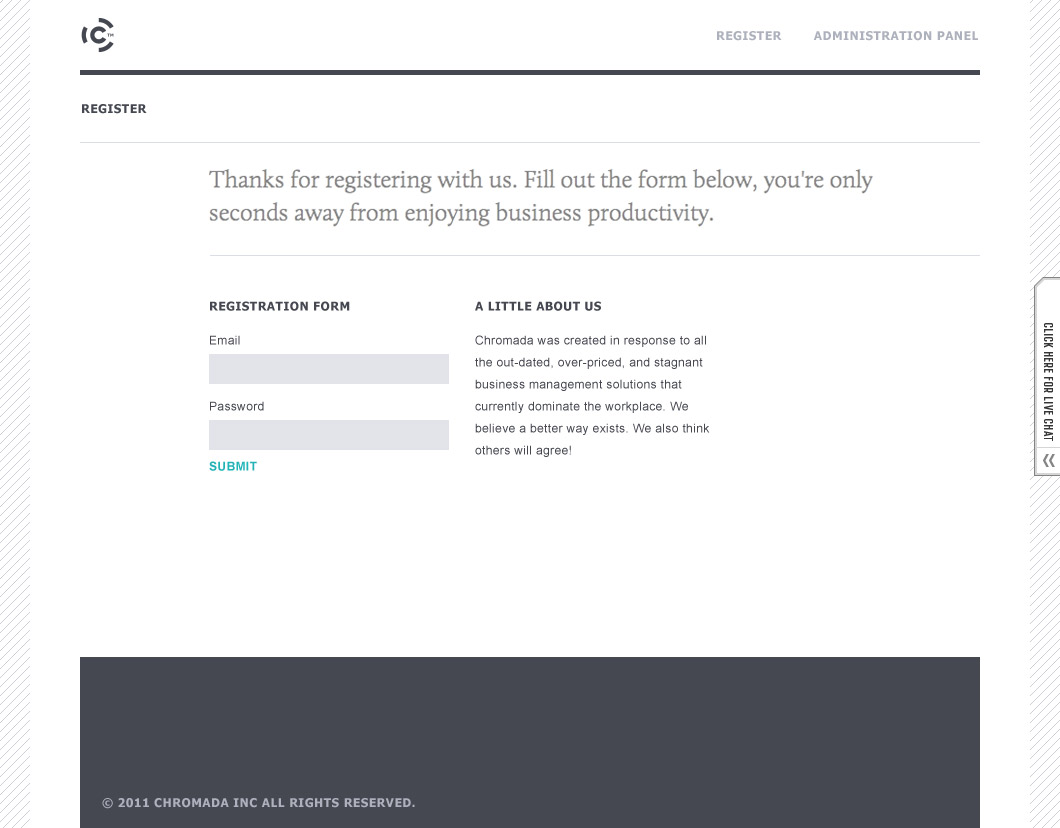 C™
REGISTER
ADMINISTRATION PANEL
REGISTER
Thanks for registering with us. Fill out the form below, you're only
seconds away from enjoying business productivity.
REGISTRATION FORM
Email
Password
SUBMIT
A LITTLE ABOUT US
Chromada was created in response to all
the out-dated, over-priced, and stagnant
business management solutions that
currently dominate the workplace. We
believe a better way exists. We also think
others will agree!
CLICK HERE FOR LIVE CHAT
© 2011 CHROMADA INC ALL RIGHTS RESERVED.